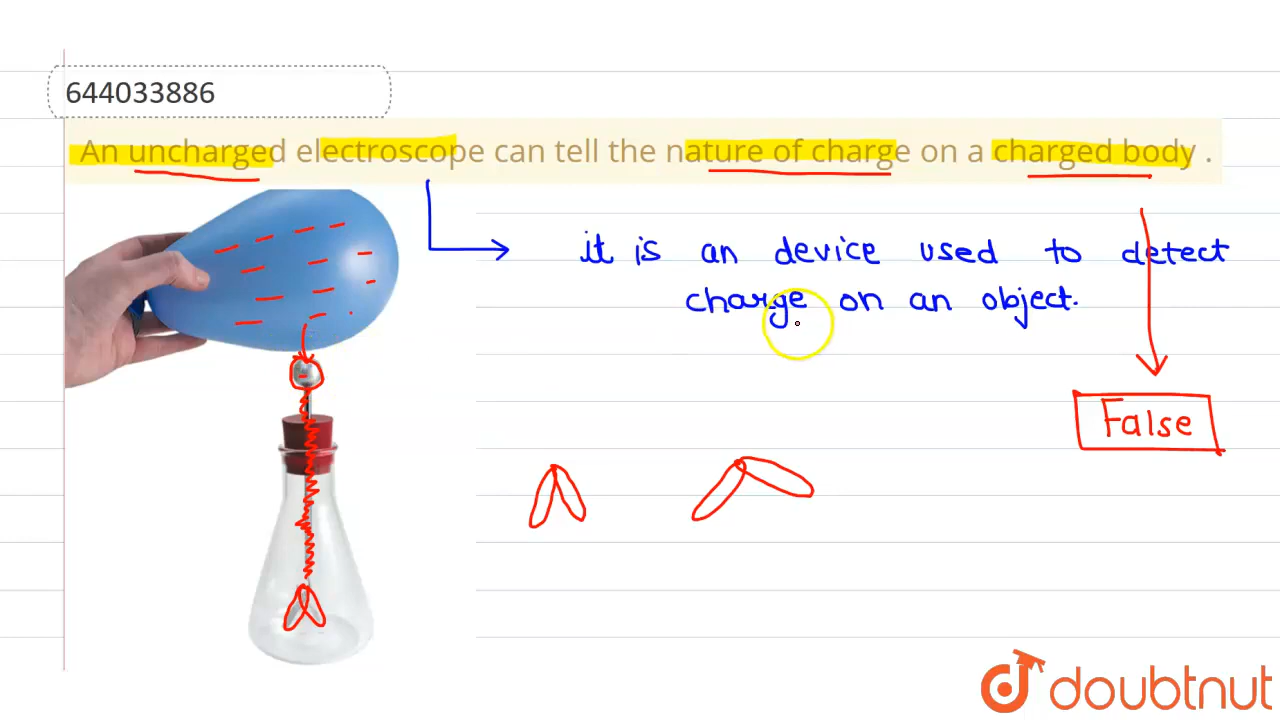 644033886
An uncharged electroscope can tell the nature of charge on a charged body .
it is an device used to detect
charge on an object.
False
doubtnut